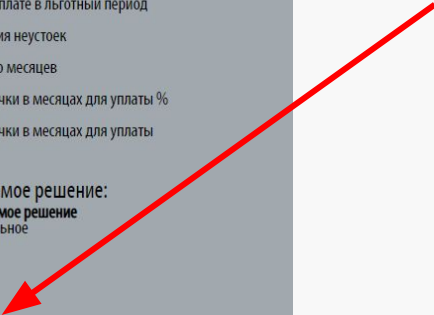 плате в льготный период
ия неустоек
о месяцев
чки в месяцах для уплаты %
чки в месяцах для уплаты
мое решение:
мое решение
ьное